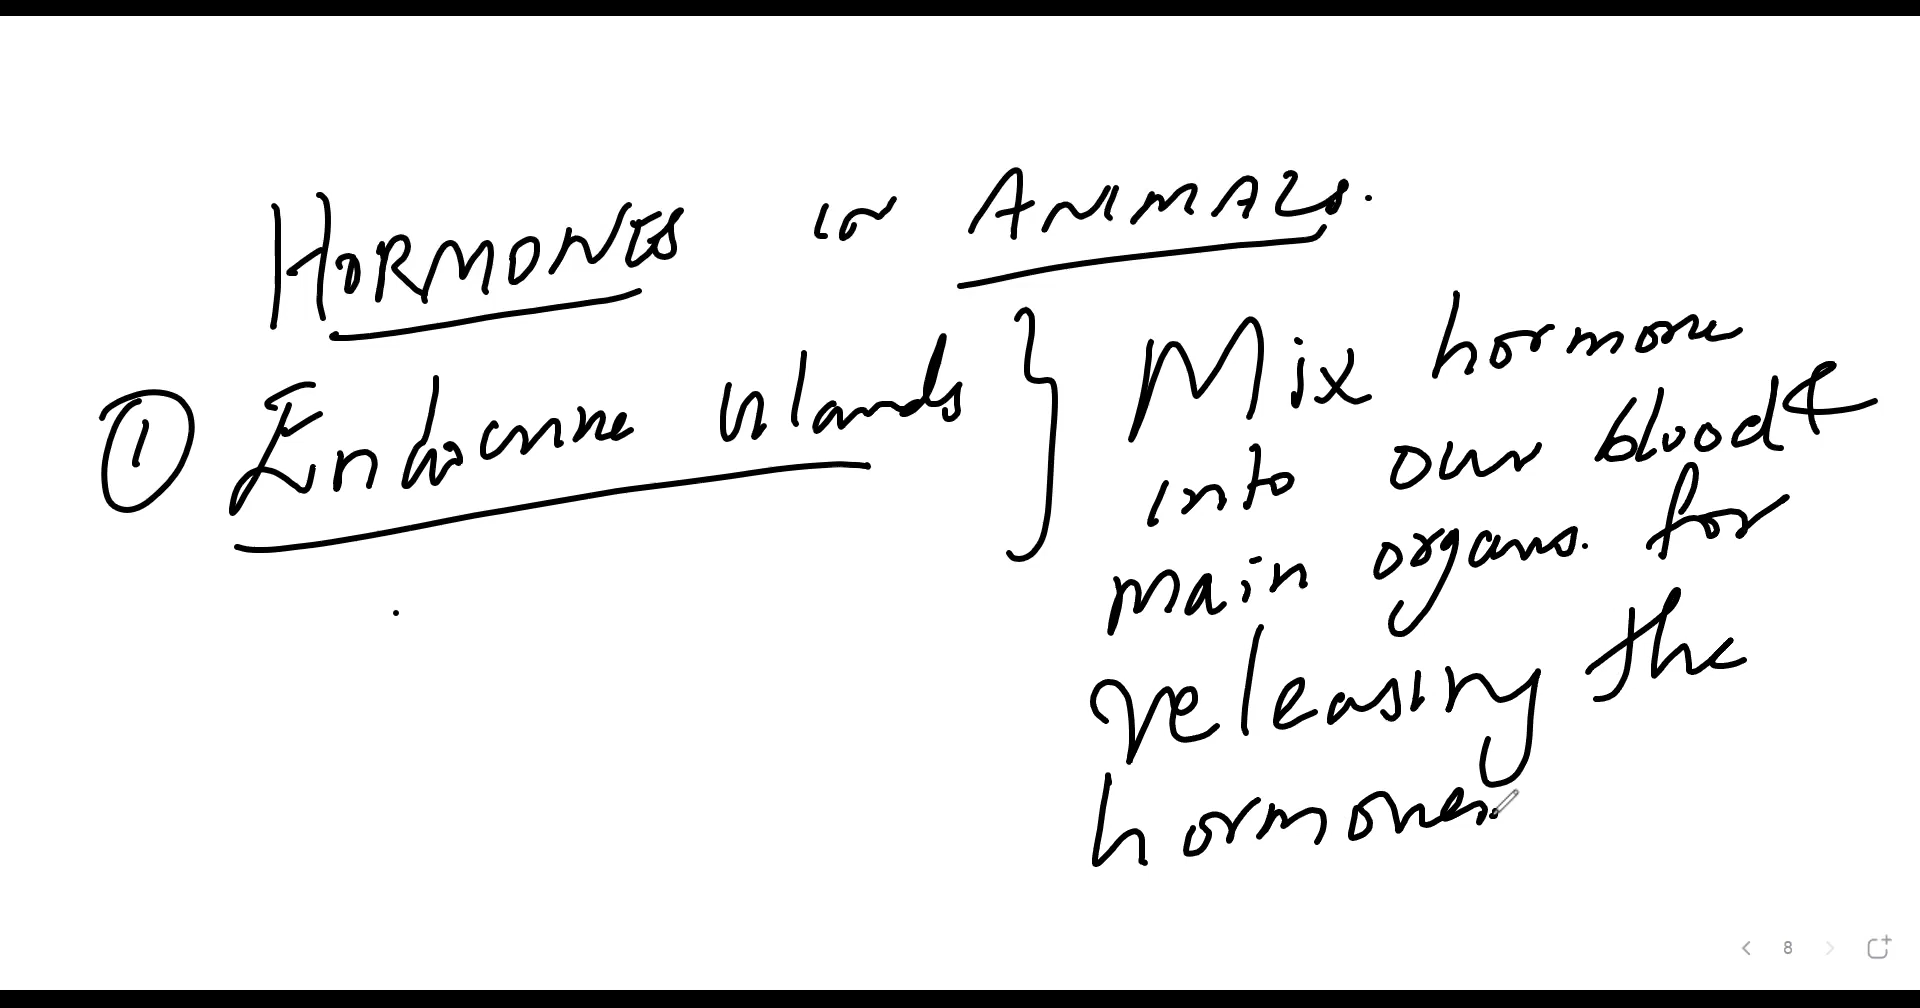 HORMONES in ANIMALS.
① Endocrine Glands
Mix hormone
into our blood &
main organs. for
releasing the
hormones.
8